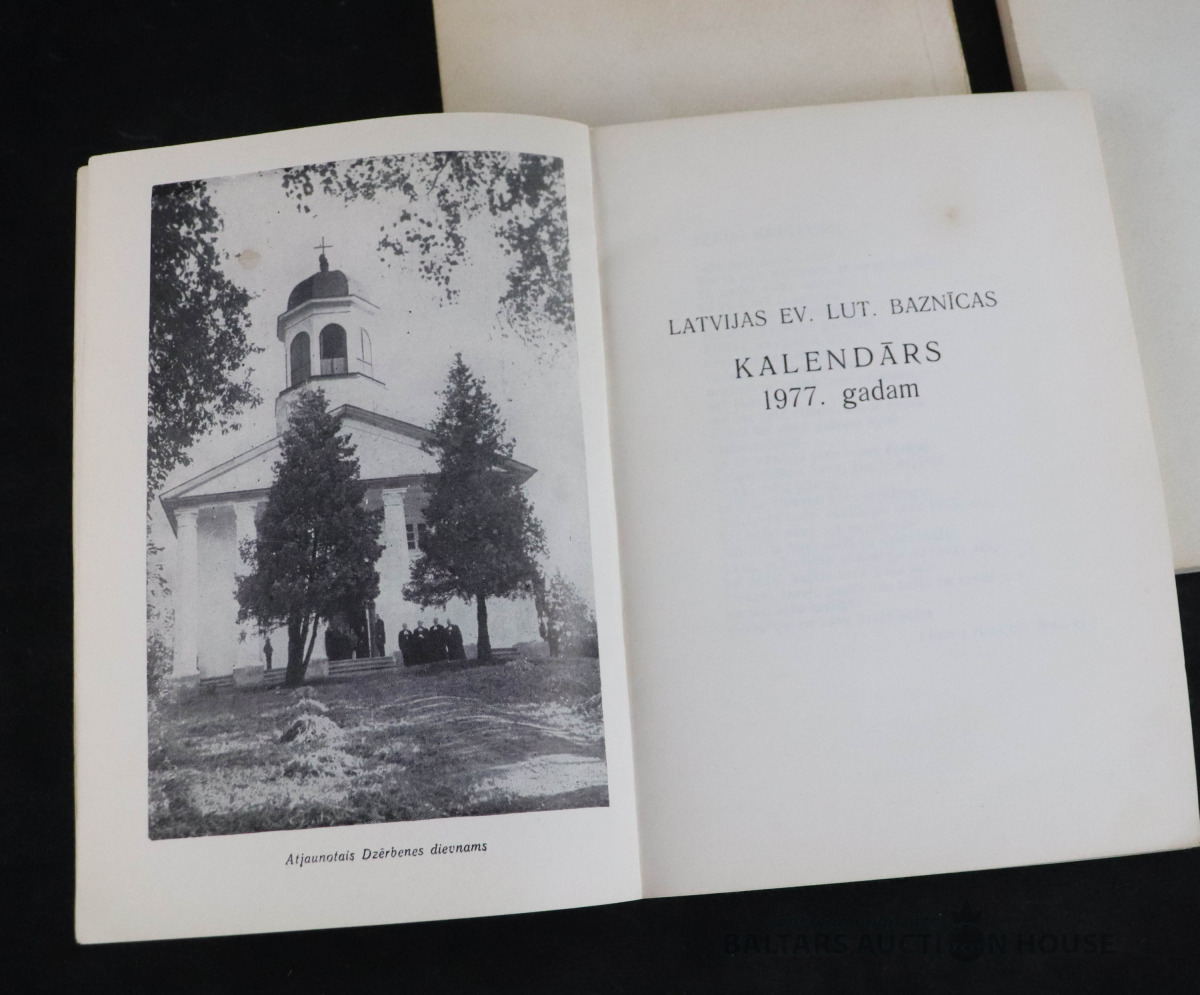 Atjaunotais Dzērbenes dievnams
LATVIJAS EV. LUT. BAZNĪCAS
KALENDĀRS
1977. gadam
BALTARS AUCTION HOUSE